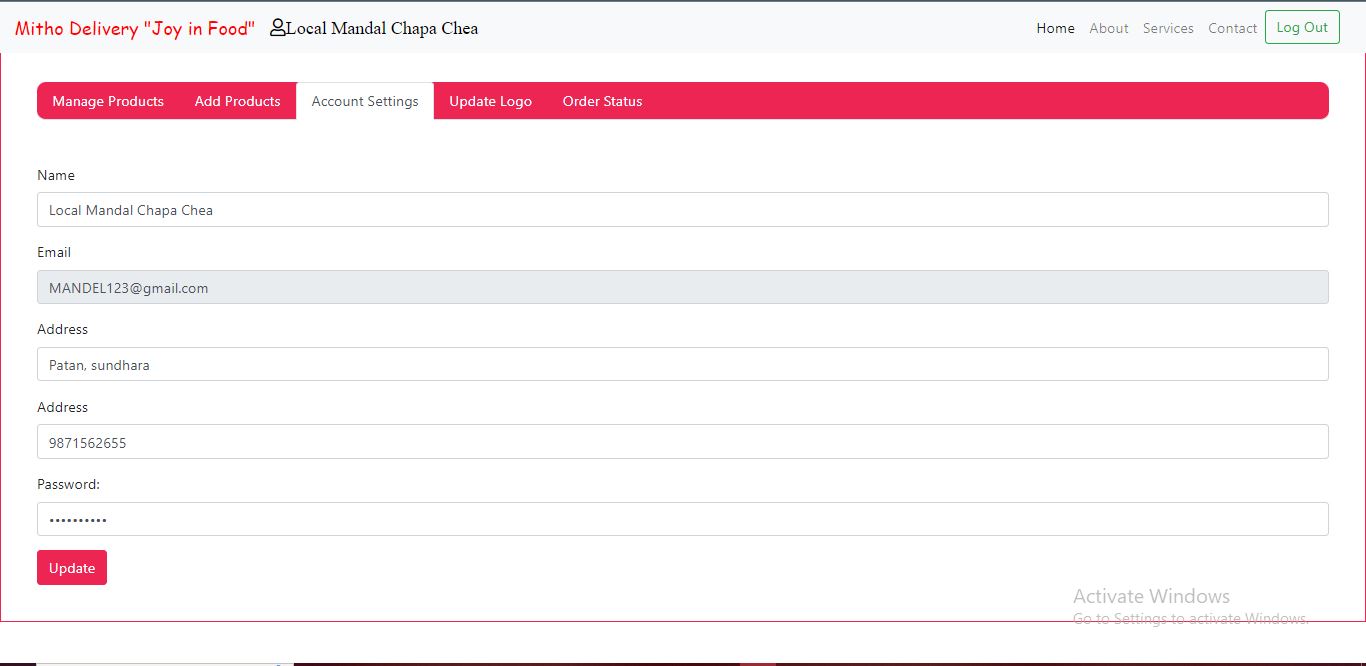 Mitho Delivery "Joy in Food" Local Mandal Chapa Chea Home About Services Contact Log Out
Manage Products Add Products Account Settings Update Logo Order Status
Name
Local Mandal Chapa Chea
Email
MANDEL123@gmail.com
Address
Patan, sundhara
Address
9871562655
Password:
••••••••••
Update
Activate Windows
Go to Settings to activate Windows.